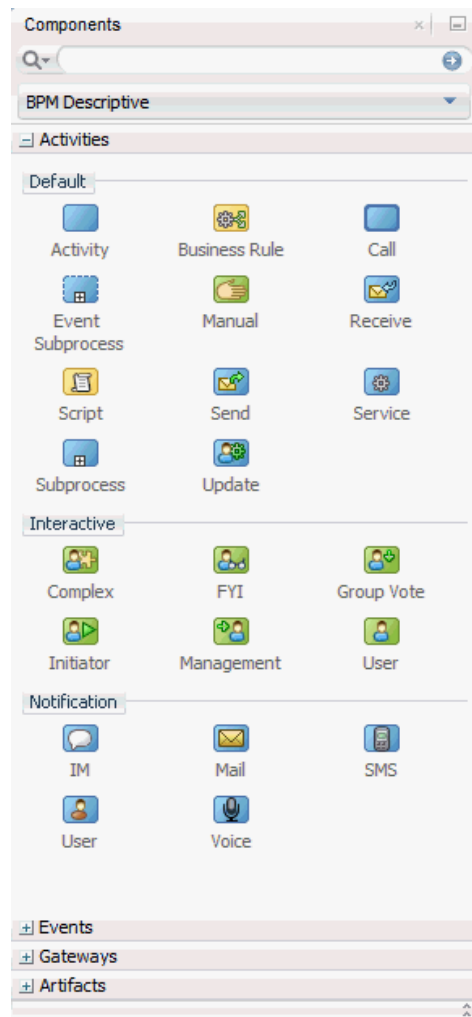 Components
BPM Descriptive
Activities
Default
Activity Business Rule Call
Event Subprocess Manual Receive
Script Send Service
Subprocess Update
Interactive
Complex FYI Group Vote
Initiator Management User
Notification
IM Mail SMS
User Voice
Events
Gateways
Artifacts